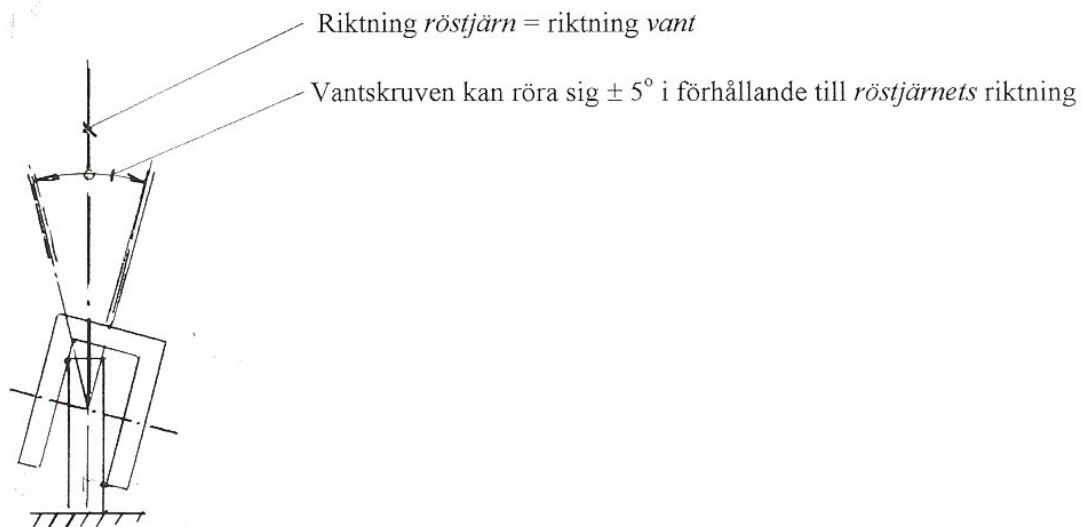 Riktning röstjärn = riktning vant
Vantskruven kan röra sig ± 5° i förhållande till röstjärnets riktning